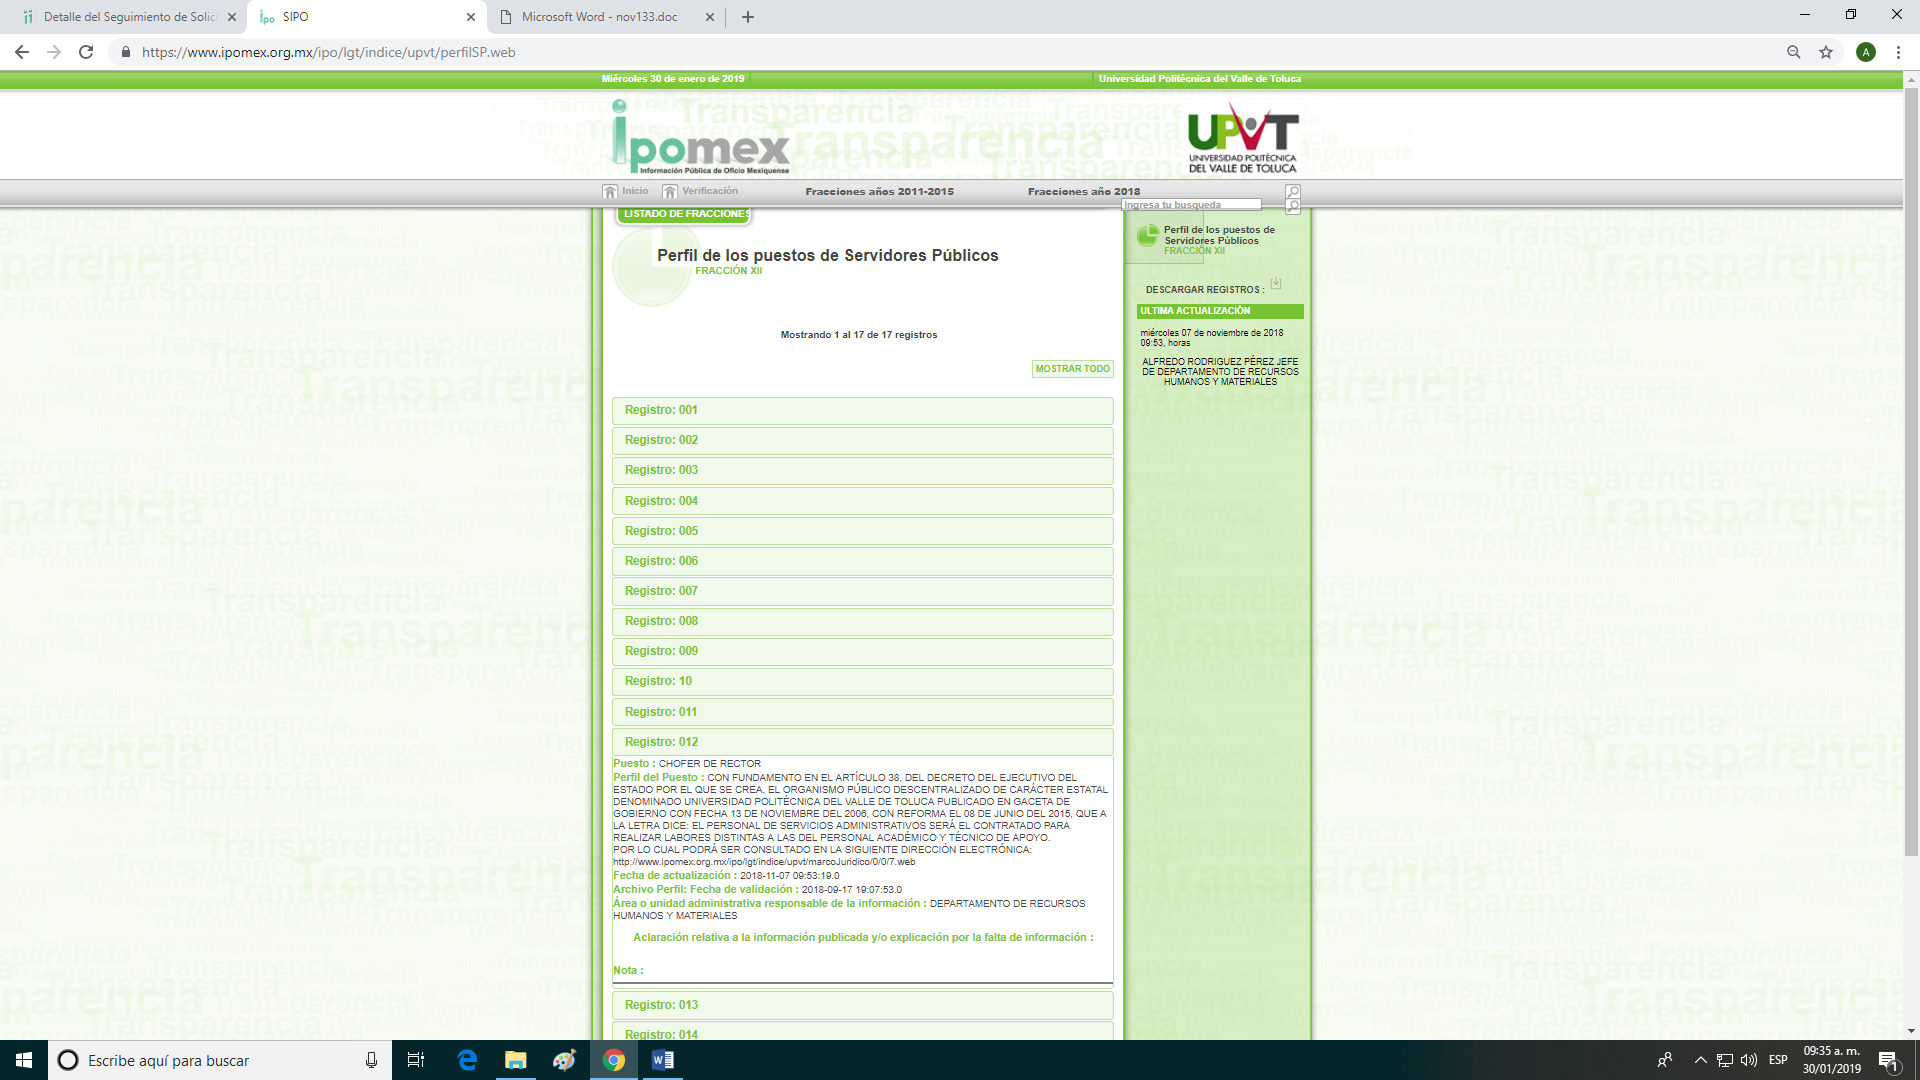 Detalle del Seguimiento de Solici
SIPO
Microsoft Word - nov133.doc
https://www.ipomex.org.mx/ipo/lgt/indice/upvt/perfilSP.web
A
Miércoles 30 de enero de 2019
Universidad Politécnica del Valle de Toluca
ipomex
Información Pública de Oficio Mexiquense
UPVT
UNIVERSIDAD POLITÉCNICA
DEL VALLE DE TOLUCA
Inicio
Verificación
Fracciones años 2011-2015
Fracciones año 2018
Ingresa tu busqueda
LISTADO DE FRACCIONES
Perfil de los puestos de Servidores Públicos
FRACCIÓN XII
Mostrando 1 al 17 de 17 registros
MOSTRAR TODO
Registro: 001
Registro: 002
Registro: 003
Registro: 004
Registro: 005
Registro: 006
Registro: 007
Registro: 008
Registro: 009
Registro: 10
Registro: 011
Registro: 012
Puesto : CHOFER DE RECTOR
Perfil del Puesto : CON FUNDAMENTO EN EL ARTÍCULO 38, DEL DECRETO DEL EJECUTIVO DEL
ESTADO POR EL QUE SE CREA, EL ORGANISMO PÚBLICO DESCENTRALIZADO DE CARÁCTER ESTATAL
DENOMINADO UNIVERSIDAD POLITÉCNICA DEL VALLE DE TOLUCA PUBLICADO EN GACETA DE
GOBIERNO CON FECHA 13 DE NOVIEMBRE DEL 2006, CON REFORMA EL 08 DE JUNIO DEL 2015, QUE A
LA LETRA DICE: EL PERSONAL DE SERVICIOS ADMINISTRATIVOS SERÁ EL CONTRATADO PARA
REALIZAR LABORES DISTINTAS A LAS DEL PERSONAL ACADÉMICO Y TÉCNICO DE APOYO.
POR LO CUAL PODRÁ SER CONSULTADO EN LA SIGUIENTE DIRECCIÓN ELECTRÓNICA:
http://www.ipomex.org.mx/ipo/lgt/indice/upvt/marcoJuridico/0/0/7.web
Fecha de actualización : 2018-11-07 09:53:19.0
Archivo Perfil: Fecha de validación : 2018-09-17 19:07:53.0
Área o unidad administrativa responsable de la información : DEPARTAMENTO DE RECURSOS
HUMANOS Y MATERIALES
Aclaración relativa a la información publicada y/o explicación por la falta de información :
Nota :
Registro: 013
Registro: 014
Perfil de los puestos de
Servidores Públicos
FRACCIÓN XII
DESCARGAR REGISTROS :
ULTIMA ACTUALIZACIÓN
miércoles 07 de noviembre de 2018
09:53, horas
ALFREDO RODRIGUEZ PÉREZ JEFE
DE DEPARTAMENTO DE RECURSOS
HUMANOS Y MATERIALES
Escribe aquí para buscar
ESP
09:35 a. m.
30/01/2019
1